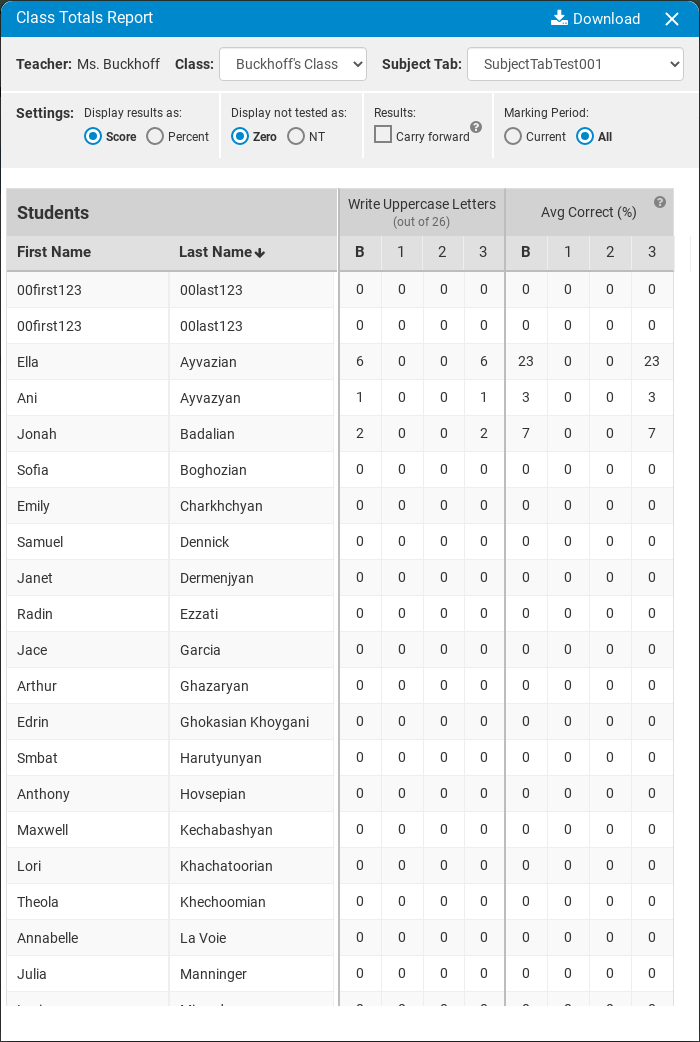 Class Totals Report Download
Teacher: Ms. Buckhoff Class: Buckhoff's Class Subject Tab: SubjectTabTest001
Settings: Display results as: Display not tested as: Results: Marking Period:
Score Percent Zero NT Carry forward ? Current All
Students Write Uppercase Letters (out of 26) Avg Correct (%) ?
First Name Last Name B 1 2 3 B 1 2 3
00first123 00last123 0 0 0 0 0 0 0 0
00first123 00last123 0 0 0 0 0 0 0 0
Ella Ayvazian 6 0 0 6 23 0 0 23
Ani Ayvazyan 1 0 0 1 3 0 0 3
Jonah Badalian 2 0 0 2 7 0 0 7
Sofia Boghozian 0 0 0 0 0 0 0 0
Emily Charkhchyan 0 0 0 0 0 0 0 0
Samuel Dennick 0 0 0 0 0 0 0 0
Janet Dermenjyan 0 0 0 0 0 0 0 0
Radin Ezzati 0 0 0 0 0 0 0 0
Jace Garcia 0 0 0 0 0 0 0 0
Arthur Ghazaryan 0 0 0 0 0 0 0 0
Edrin Ghokasian Khoygani 0 0 0 0 0 0 0 0
Smbat Harutyunyan 0 0 0 0 0 0 0 0
Anthony Hovsepian 0 0 0 0 0 0 0 0
Maxwell Kechabashyan 0 0 0 0 0 0 0 0
Lori Khachatoorian 0 0 0 0 0 0 0 0
Theola Khechoomian 0 0 0 0 0 0 0 0
Annabelle La Voie 0 0 0 0 0 0 0 0
Julia Manninger 0 0 0 0 0 0 0 0